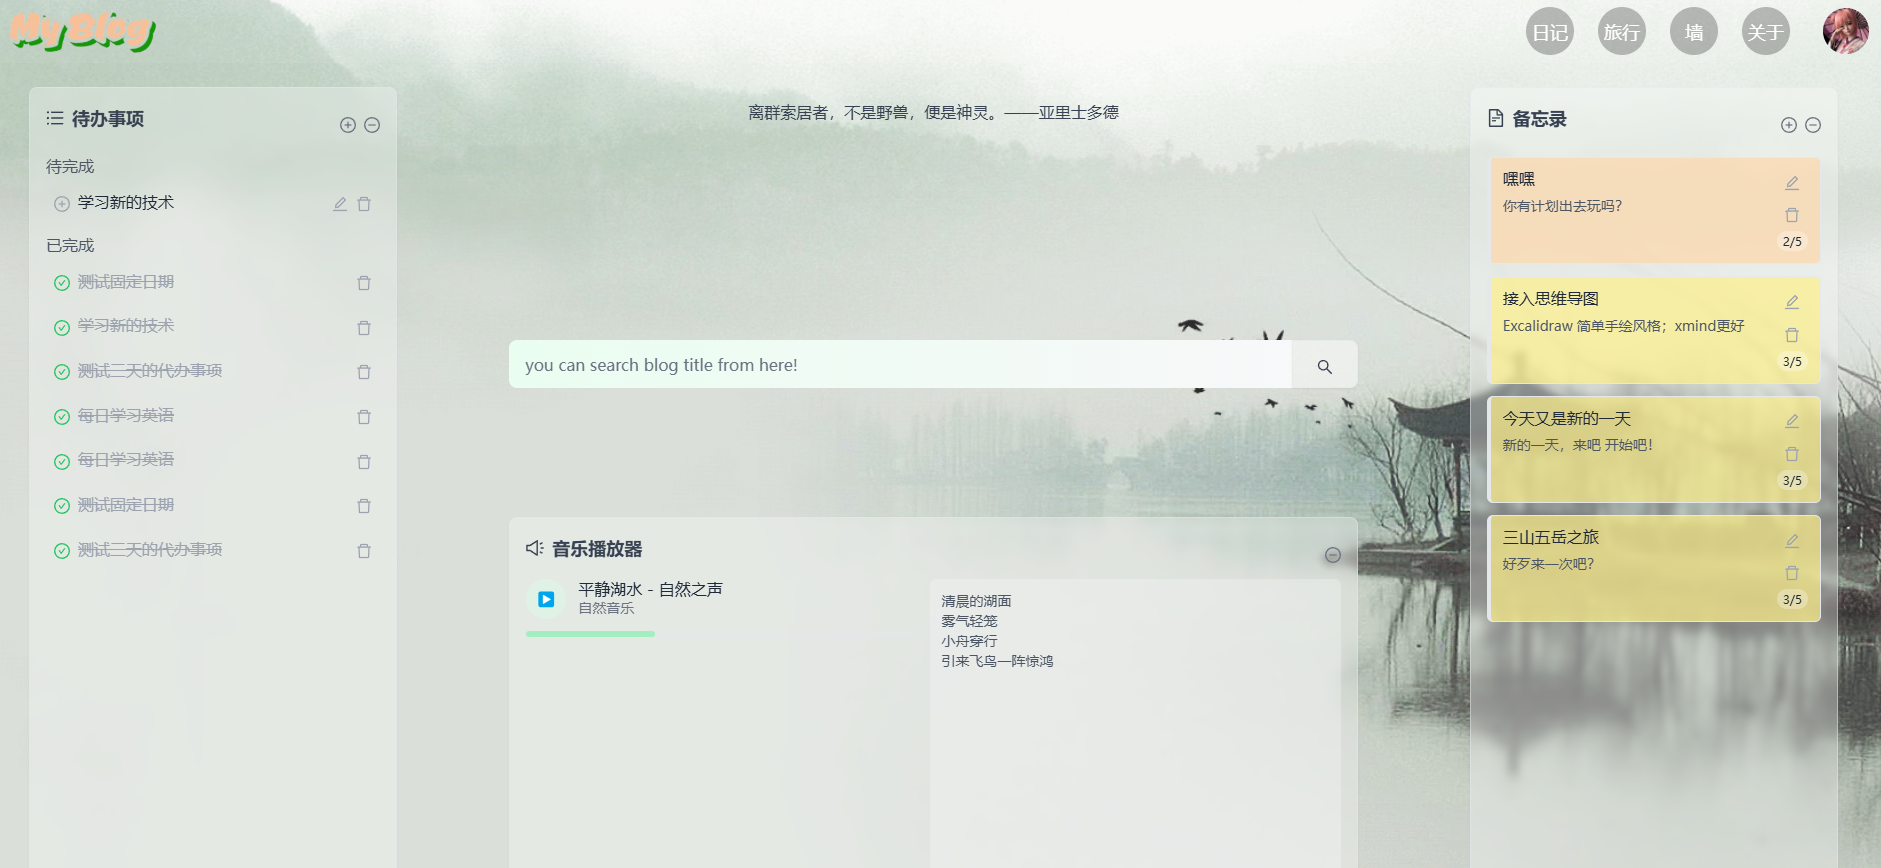 My Blog
日记
旅行
墙
关于
待办事项
待完成
学习新的技术
已完成
测试固定日期
学习新的技术
测试三天的代办事项
每日学习英语
每日学习英语
测试固定日期
测试三天的代办事项
离群索居者，不是野兽，便是神灵。——亚里士多德
you can search blog title from here!
音乐播放器
平静湖水 - 自然之声
自然音乐
清晨的湖面
雾气轻笼
小舟穿行
引来飞鸟一阵惊鸿
备忘录
嘿嘿
你有计划出去玩吗？
2/5
接入思维导图
Excalidraw 简单手绘风格；xmind更好
3/5
今天又是新的一天
新的一天，来吧 开始吧！
3/5
三山五岳之旅
好歹来一次吧？
3/5